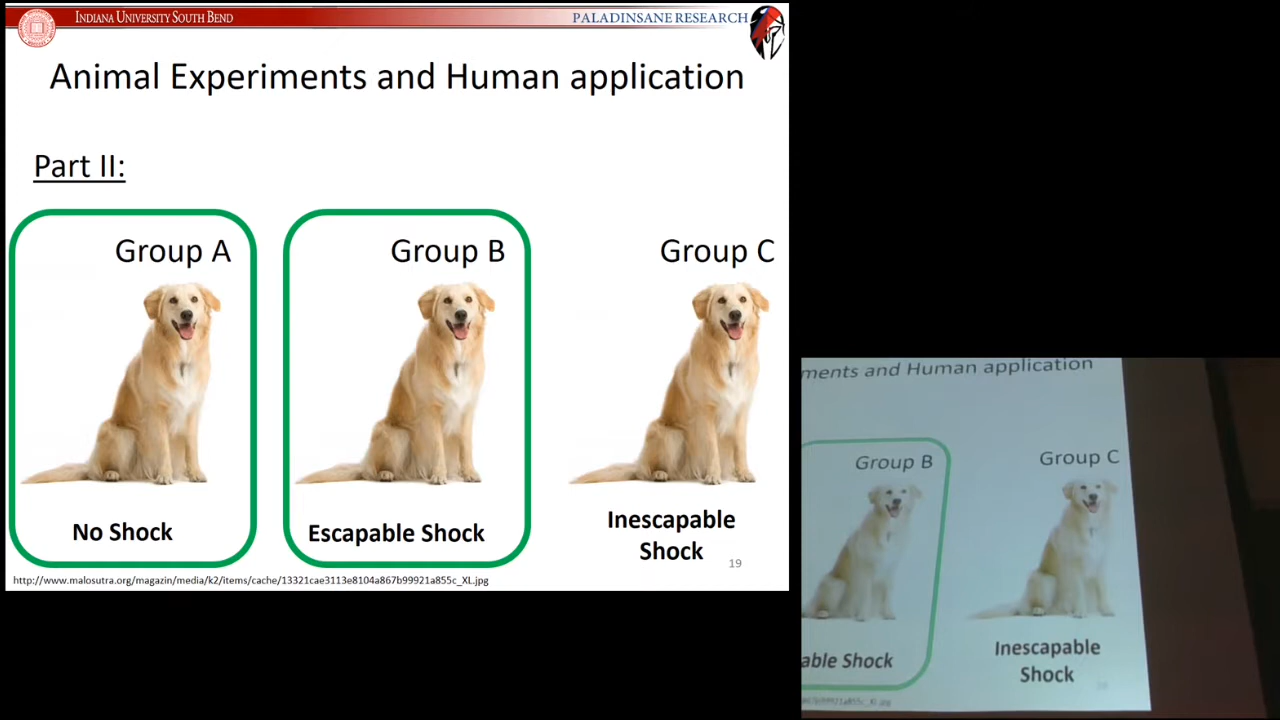 INDIANA UNIVERSITY SOUTH BEND
PALADINSANE RESEARCH
Animal Experiments and Human application
Part II:
Group A
Group B
Group C
No Shock
Escapable Shock
Inescapable
Shock
19
http://www.malosutra.org/magazin/media/k2/items/cache/13321cae3113e8104a867b99921a855c_XL.jpg
ments and Human application
Group B
Group C
able Shock
Inescapable
Shock